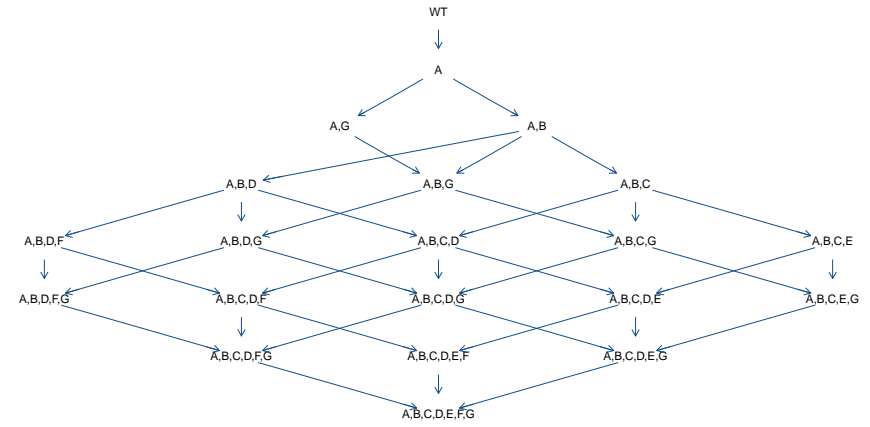 WT
A
A,G
A,B
A,B,D
A,B,G
A,B,C
A,B,D,F
A,B,D,G
A,B,C,D
A,B,C,G
A,B,C,E
A,B,D,F,G
A,B,C,D,F
A,B,C,D,G
A,B,C,D,E
A,B,C,E,G
A,B,C,D,F,G
A,B,C,D,E,F
A,B,C,D,E,G
A,B,C,D,E,F,G